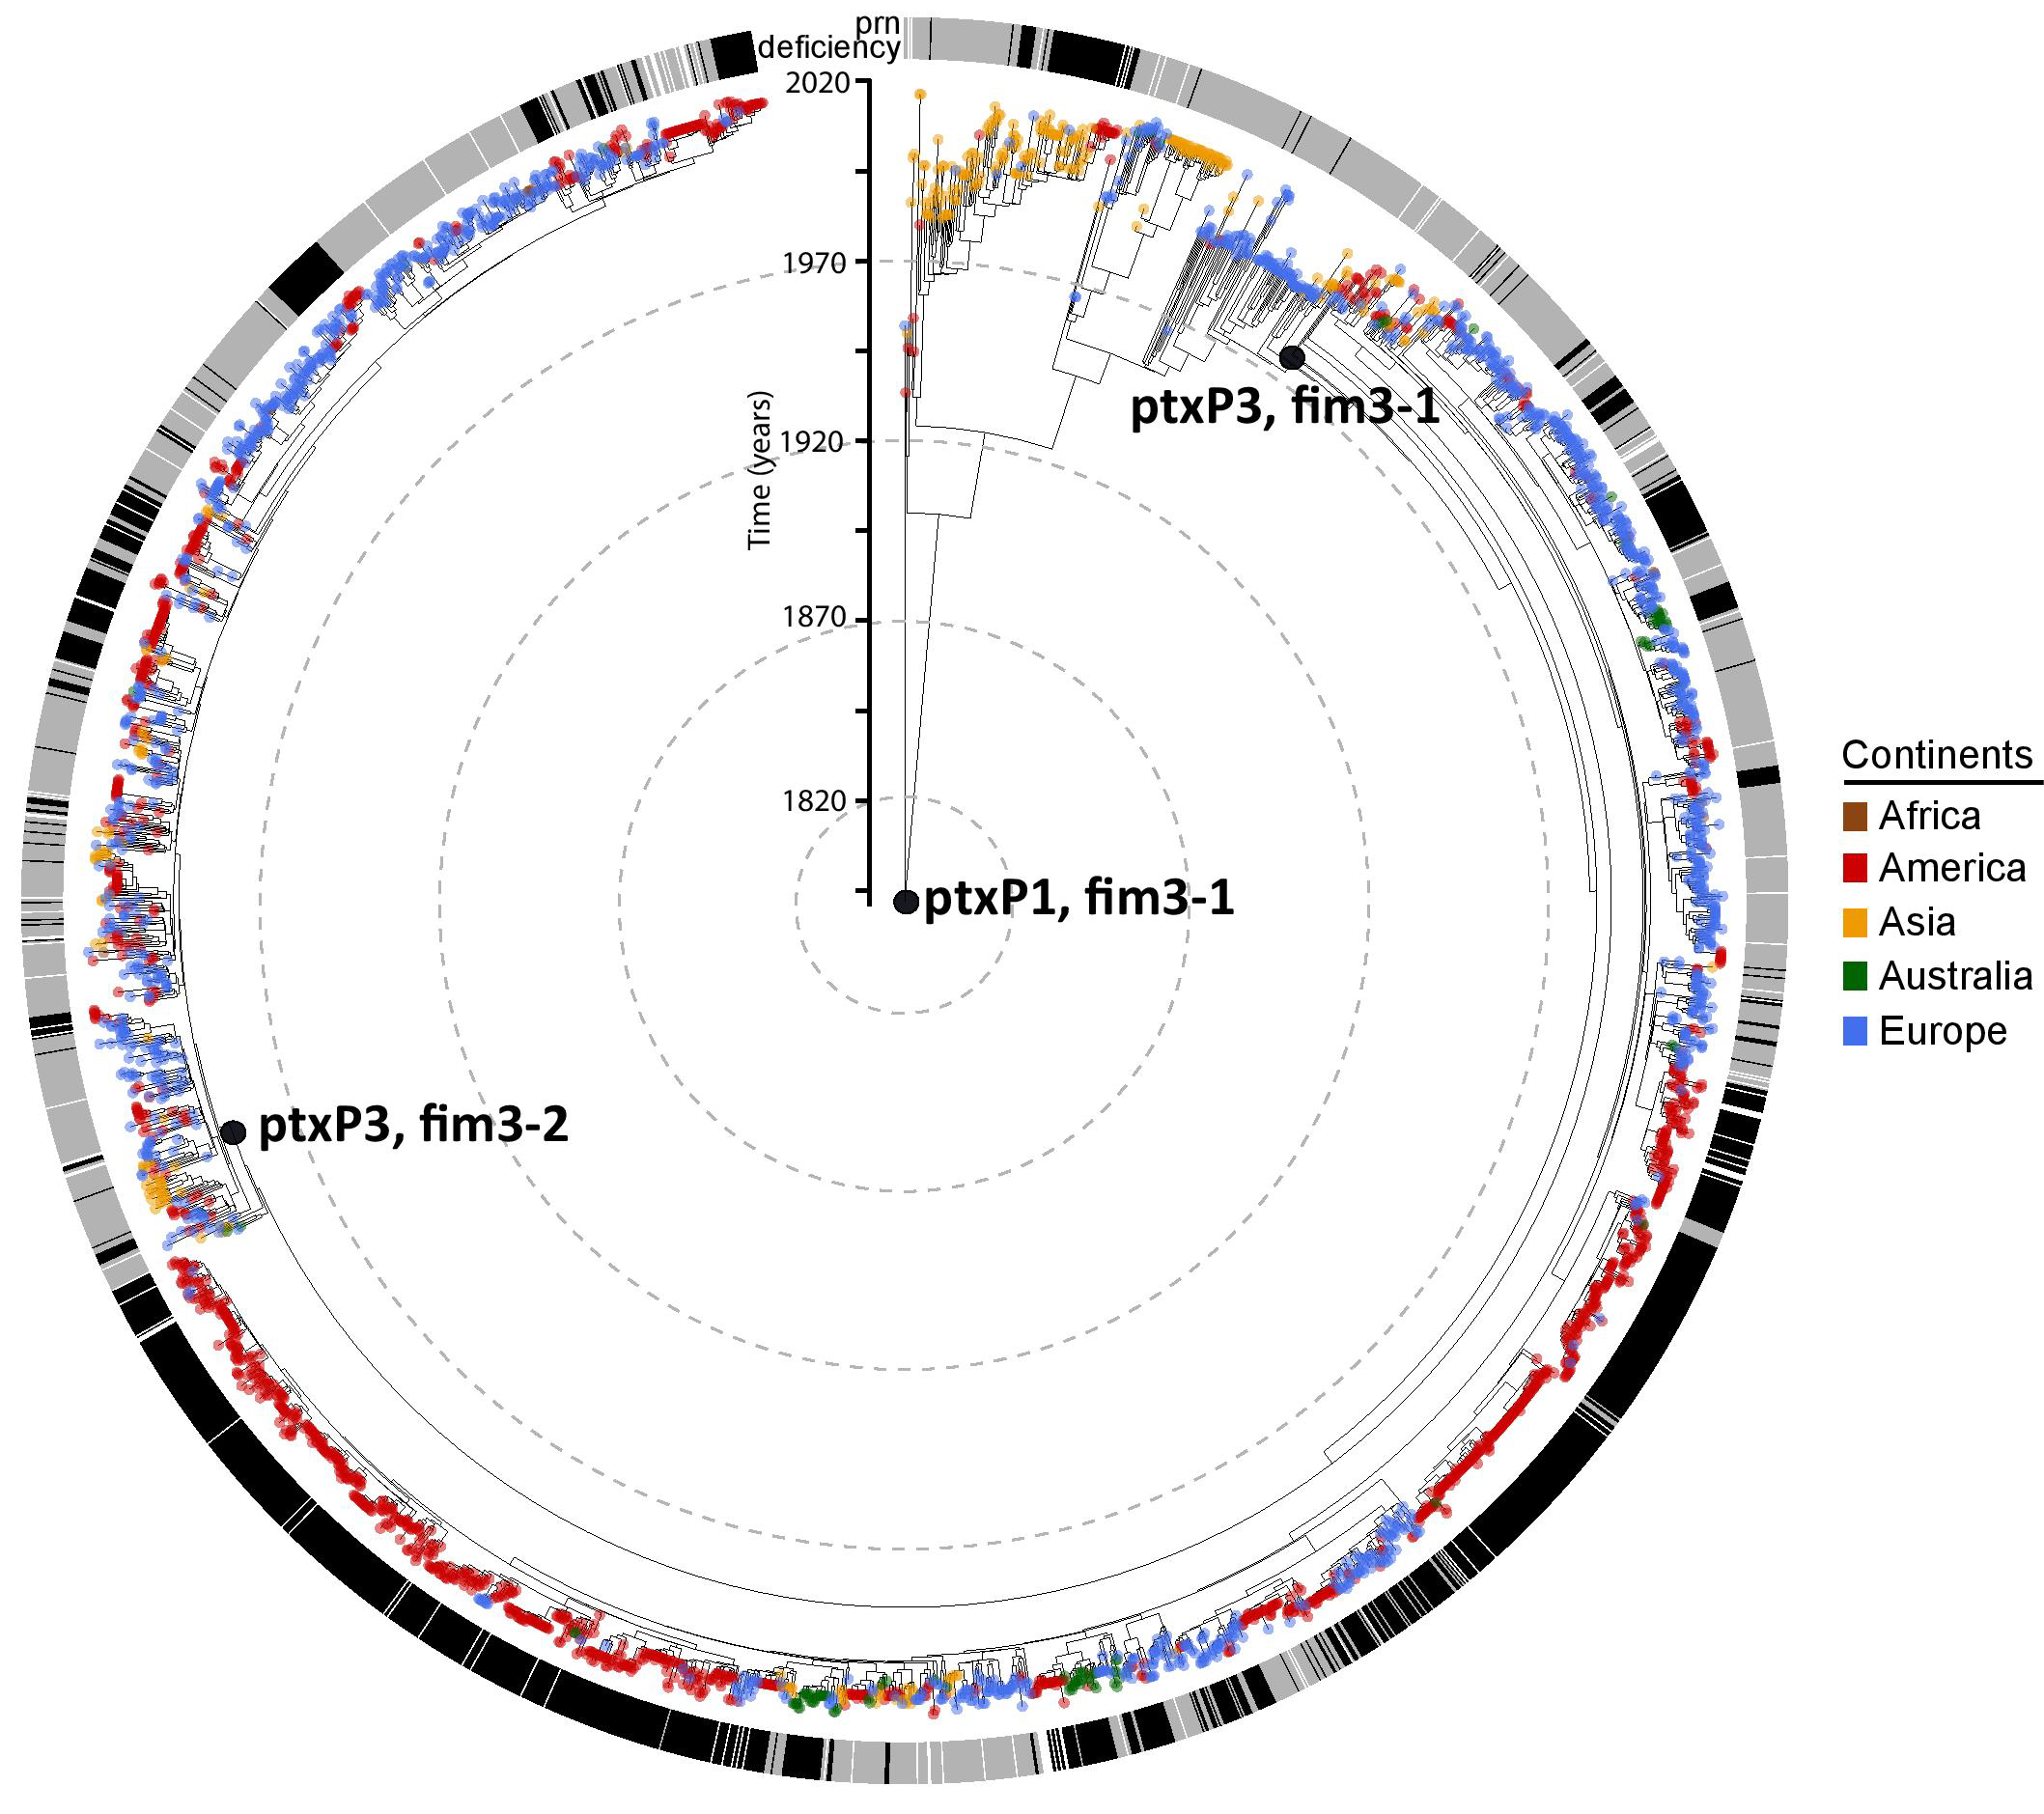 prn
deficiency
2020
1970
1920
1870
1820
Time (years)
ptxP3, fim3-1
ptxP1, fim3-1
ptxP3, fim3-2
Continents
Africa
America
Asia
Australia
Europe